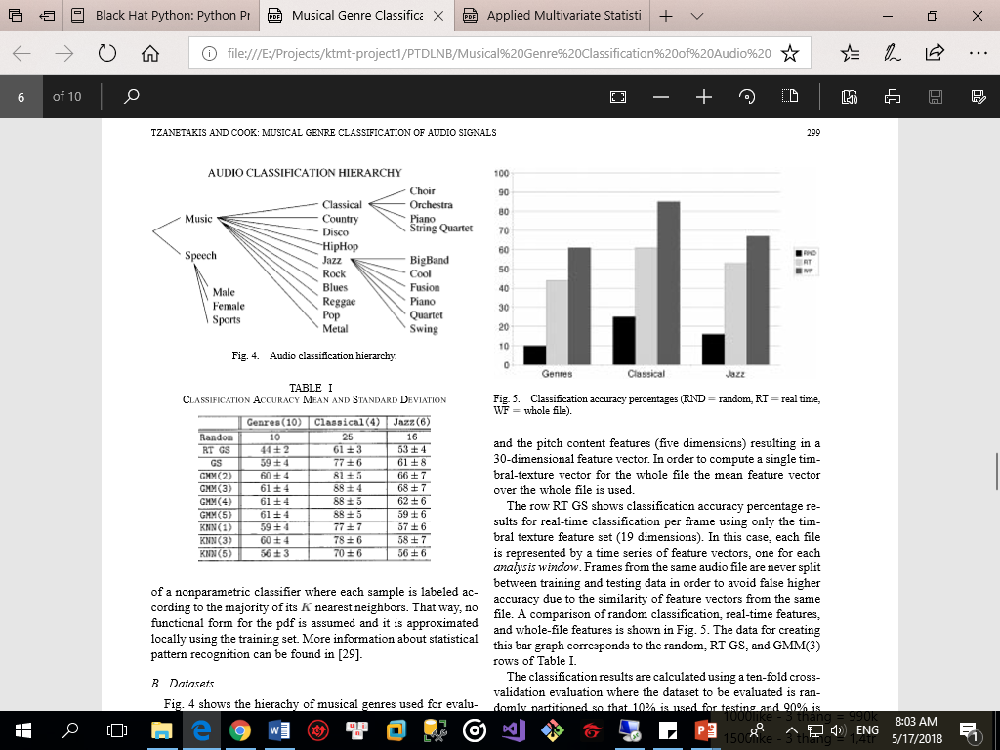 Black Hat Python: Python Pr
Musical Genre Classifica
Applied Multivariate Statisti
file:///E:/Projects/ktmt-project1/PTDLNB/Musical%20Genre%20Classification%20of%20Audio%20
6 of 10
TZANETAKIS AND COOK: MUSICAL GENRE CLASSIFICATION OF AUDIO SIGNALS
299
AUDIO CLASSIFICATION HIERARCHY
Music
Speech
Male
Female
Sports
Classical
Country
Disco
HipHop
Jazz
Rock
Blues
Reggae
Pop
Metal
Choir
Orchestra
Piano
String Quartet
BigBand
Cool
Fusion
Piano
Quartet
Swing
Fig. 4. Audio classification hierarchy.
TABLE I
CLASSIFICATION ACCURACY MEAN AND STANDARD DEVIATION
Genres(10) Classical(4) Jazz(6)
Random 10 25 16
RT GS 44±2 61±3 53±4
GS 59±4 77±6 61±8
GMM(2) 60±4 81±5 66±7
GMM(3) 61±4 88±4 68±7
GMM(4) 61±4 88±5 62±6
GMM(5) 61±4 88±5 59±6
KNN(1) 59±4 77±7 57±6
KNN(3) 60±4 78±6 58±7
KNN(5) 56±3 70±6 56±6
of a nonparametric classifier where each sample is labeled ac-
cording to the majority of its K nearest neighbors. That way, no
functional form for the pdf is assumed and it is approximated
locally using the training set. More information about statistical
pattern recognition can be found in [29].
B. Datasets
Fig. 4 shows the hierachy of musical genres used for evalu-
100
90
80
70
60
50
40
30
20
10
0
Genres Classical Jazz
RND
RT
WF
Fig. 5. Classification accuracy percentages (RND = random, RT = real time,
WF = whole file).
and the pitch content features (five dimensions) resulting in a
30-dimensional feature vector. In order to compute a single tim-
bral-texture vector for the whole file the mean feature vector
over the whole file is used.
The row RT GS shows classification accuracy percentage re-
sults for real-time classification per frame using only the tim-
bral texture feature set (19 dimensions). In this case, each file
is represented by a time series of feature vectors, one for each
analysis window. Frames from the same audio file are never split
between training and testing data in order to avoid false higher
accuracy due to the similarity of feature vectors from the same
file. A comparison of random classification, real-time features,
and whole-file features is shown in Fig. 5. The data for creating
this bar graph corresponds to the random, RT GS, and GMM(3)
rows of Table I.
The classification results are calculated using a ten-fold cross-
validation evaluation where the dataset to be evaluated is ran-
domly partitioned so that 10% is used for testing and 90% is
1000like - 3 tháng = 990k
1500like - 3 tháng = 1,4tr
ENG
8:03 AM
5/17/2018
1